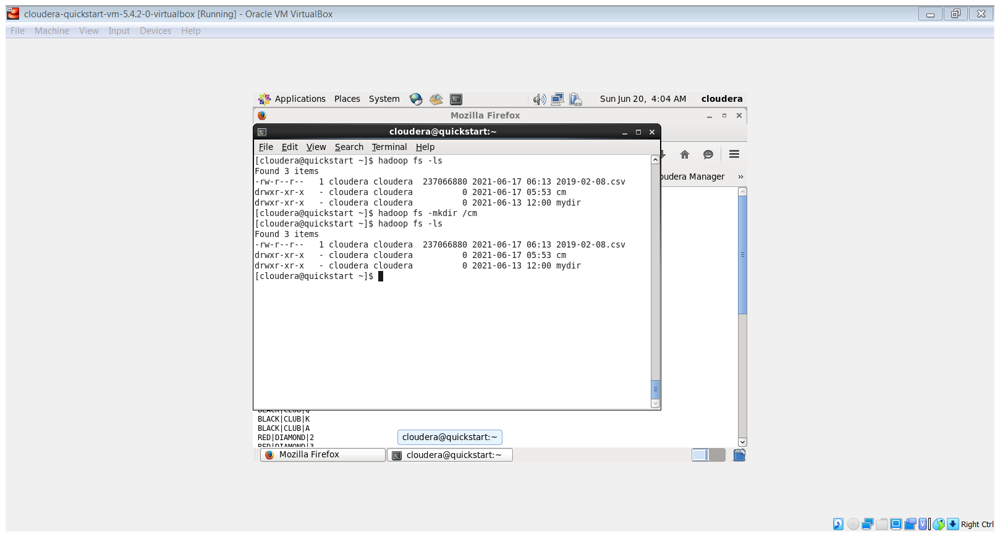 cloudera-quickstart-vm-5.4.2-0-virtualbox [Running] - Oracle VM VirtualBox
File Machine View Input Devices Help
Applications Places System Sun Jun 20, 4:04 AM cloudera
Mozilla Firefox
cloudera@quickstart:~
File Edit View Search Terminal Help
[cloudera@quickstart ~]$ hadoop fs -ls
Found 3 items
-rw-r--r--   1 cloudera cloudera  237066880 2021-06-17 06:13 2019-02-08.csv
drwxr-xr-x   - cloudera cloudera          0 2021-06-17 05:53 cm
drwxr-xr-x   - cloudera cloudera          0 2021-06-13 12:00 mydir
[cloudera@quickstart ~]$ hadoop fs -mkdir /cm
[cloudera@quickstart ~]$ hadoop fs -ls
Found 3 items
-rw-r--r--   1 cloudera cloudera  237066880 2021-06-17 06:13 2019-02-08.csv
drwxr-xr-x   - cloudera cloudera          0 2021-06-17 05:53 cm
drwxr-xr-x   - cloudera cloudera          0 2021-06-13 12:00 mydir
[cloudera@quickstart ~]$
oudera Manager »
BLACK|CLUB|Q
BLACK|CLUB|K
BLACK|CLUB|A
RED|DIAMOND|2
RED|DIAMOND|3
cloudera@quickstart:~
Mozilla Firefox cloudera@quickstart:~
Right Ctrl